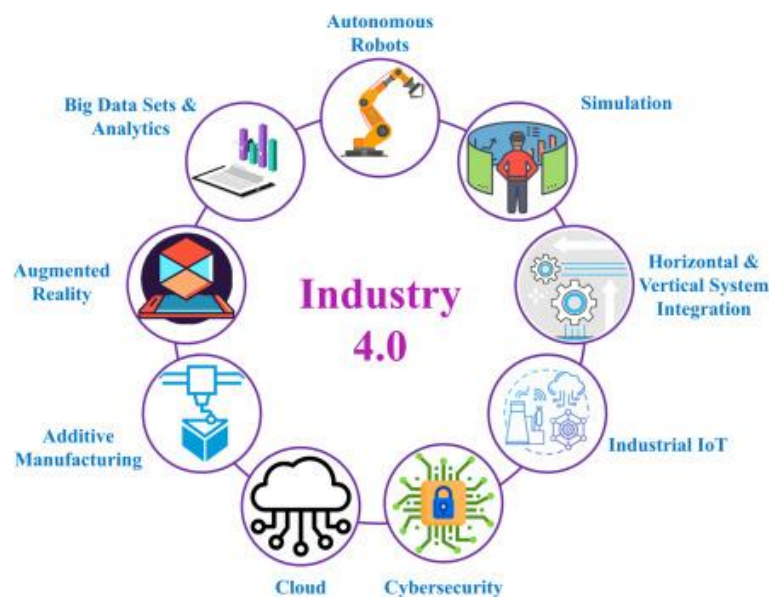 Autonomous
Robots
Big Data Sets &
Analytics
Simulation
Augmented
Reality
Industry
4.0
Horizontal &
Vertical System
Integration
Additive
Manufacturing
Industrial IoT
Cloud
Cybersecurity